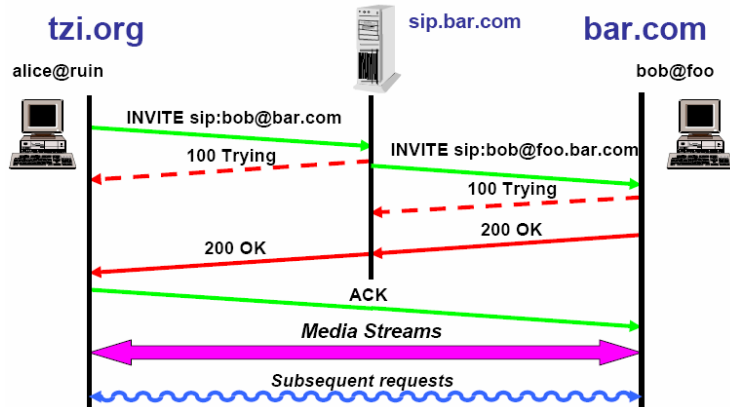 tzi.org
sip.bar.com
bar.com
alice@ruin
bob@foo
INVITE sip:bob@bar.com
INVITE sip:bob@foo.bar.com
100 Trying
100 Trying
200 OK
200 OK
ACK
Media Streams
Subsequent requests